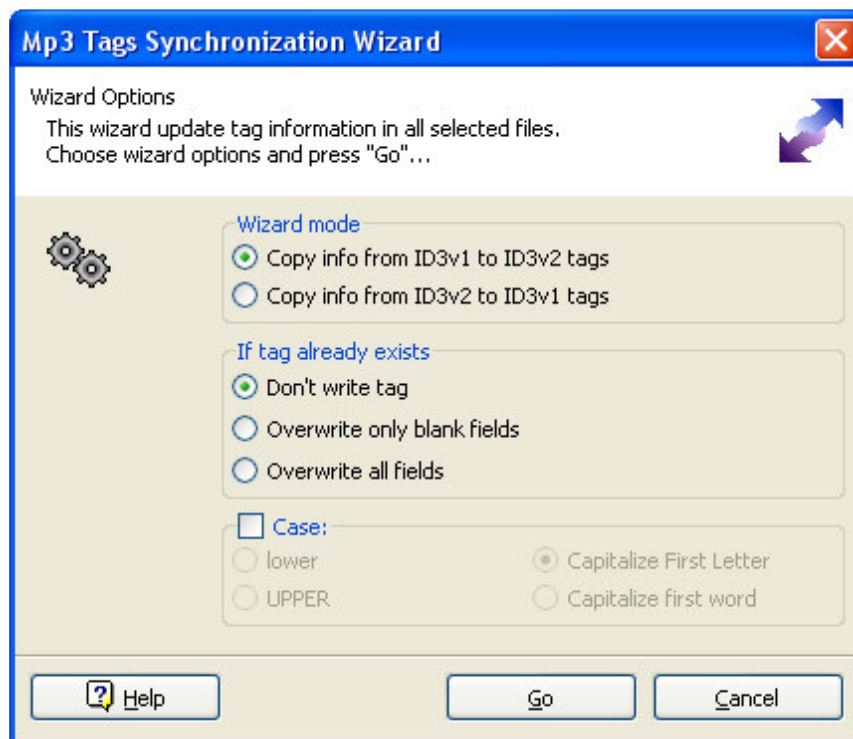 Mp3 Tags Synchronization Wizard
Wizard Options
This wizard update tag information in all selected files.
Choose wizard options and press "Go"...
Wizard mode
Copy info from ID3v1 to ID3v2 tags
Copy info from ID3v2 to ID3v1 tags
If tag already exists
Don't write tag
Overwrite only blank fields
Overwrite all fields
Case:
lower
Capitalize First Letter
UPPER
Capitalize first word
Help
Go
Cancel